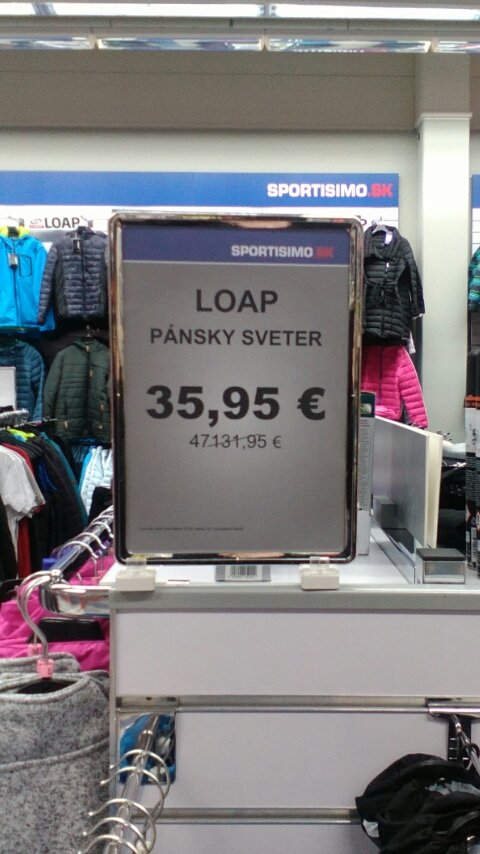 SPORTISIMO.SK
LOAP
SPORTISIMO.SK
LOAP
PÁNSKY SVETER
35,95 €
47131,95 €